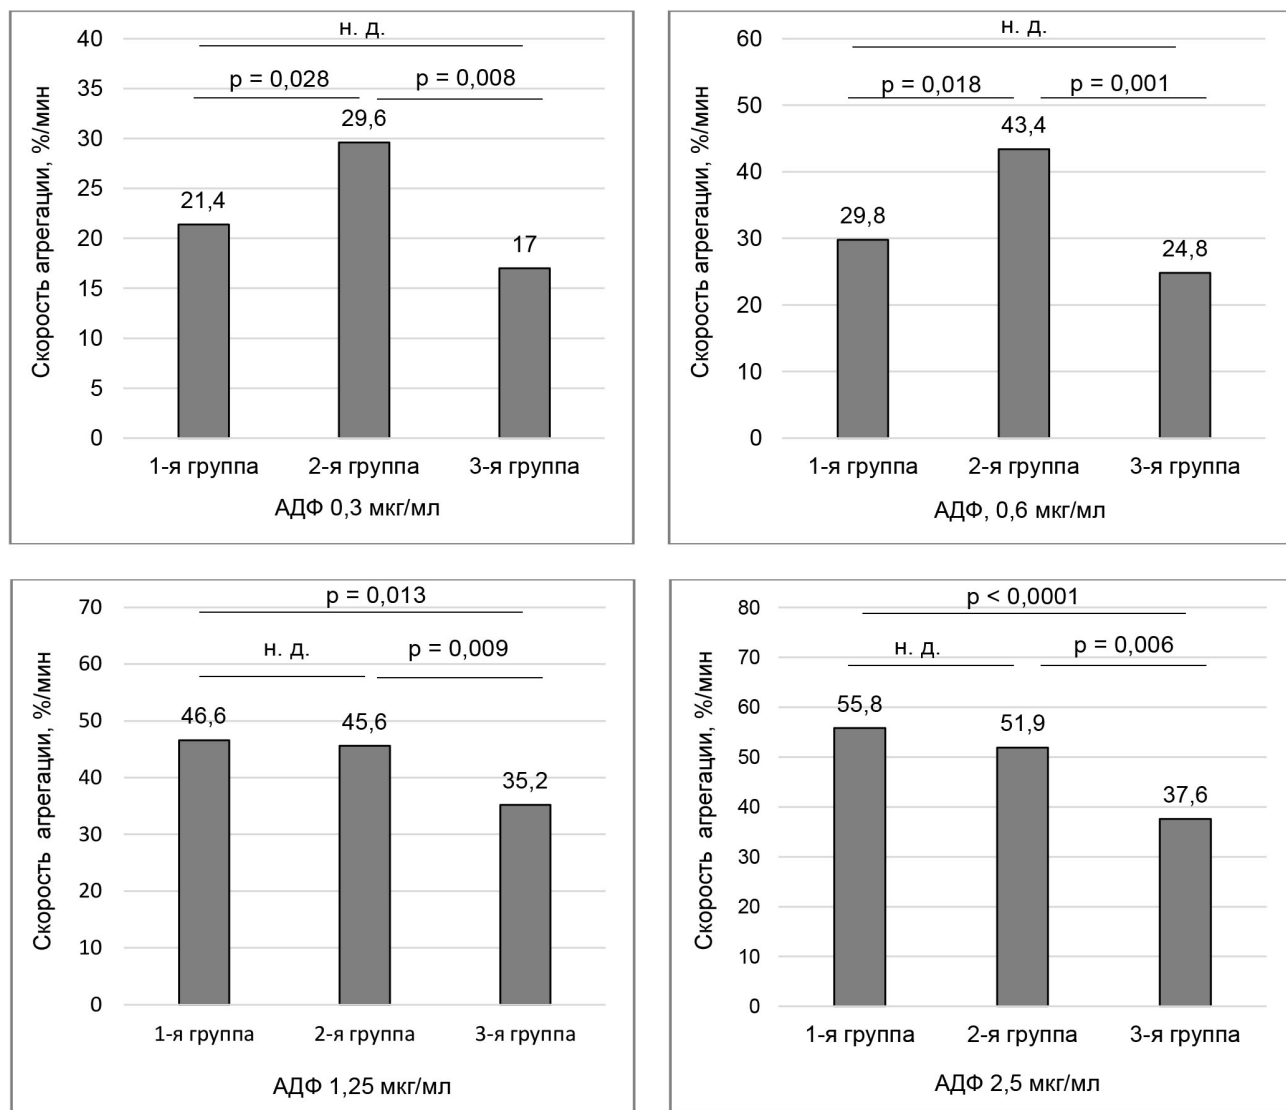 н. д.
p = 0,028
p = 0,008
40
35
30
25
20
15
10
5
0
Скорость агрегации, %/мин
21,4
29,6
17
1-я группа
2-я группа
3-я группа
АДФ 0,3 мкг/мл
н. д.
p = 0,018
p = 0,001
60
50
40
30
20
10
0
Скорость агрегации, %/мин
29,8
43,4
24,8
1-я группа
2-я группа
3-я группа
АДФ, 0,6 мкг/мл
p = 0,013
н. д.
p = 0,009
70
60
50
40
30
20
10
0
Скорость агрегации, %/мин
46,6
45,6
35,2
1-я группа
2-я группа
3-я группа
АДФ 1,25 мкг/мл
p < 0,0001
н. д.
p = 0,006
80
70
60
50
40
30
20
10
0
Скорость агрегации, %/мин
55,8
51,9
37,6
1-я группа
2-я группа
3-я группа
АДФ 2,5 мкг/мл